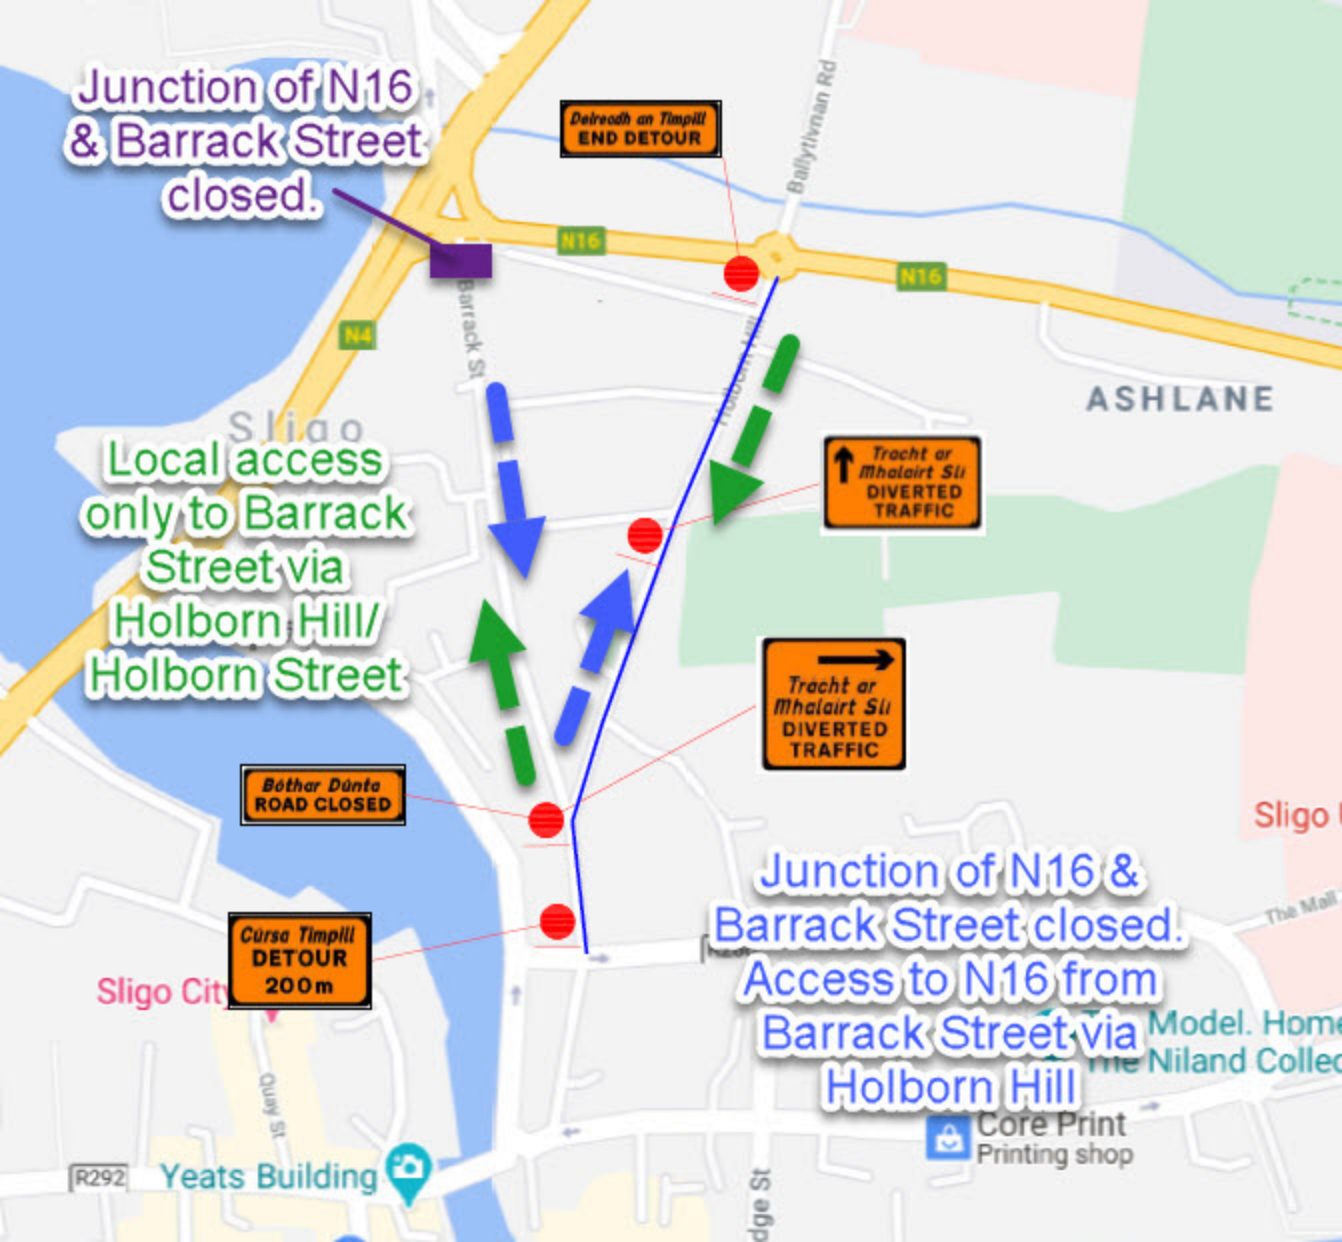 Junction of N16
& Barrack Street
closed.
Deireadh an Timpill
END DETOUR
Ballytivnan Rd
N16
N16
Barrack St
N4
Holborn Hill
ASHLANE
Sligo
Local access
only to Barrack
Street via
Holborn Hill/
Holborn Street
Tracht ar
Mhalairt Slí
DIVERTED
TRAFFIC
Trácht ar
Mhalairt Slí
DIVERTED
TRAFFIC
Bóthar Dúnta
ROAD CLOSED
Sligo
Junction of N16 &
Barrack Street closed.
Access to N16 from
Barrack Street via
Holborn Hill
The Mall
Cúrsa Timpill
DETOUR
200m
Sligo City
Model. Home
The Niland Collec
Quay St
Core Print
Printing shop
R292
Yeats Building
dge St